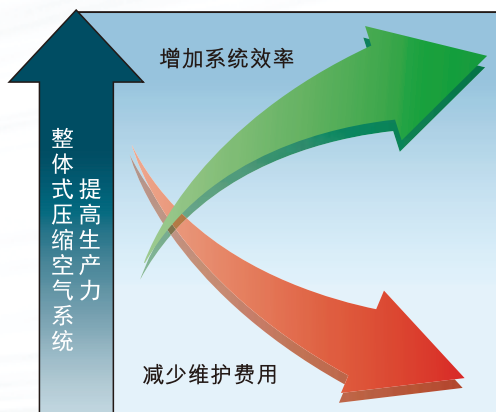 增加系统效率
整体式压缩空气系统
提高生产力
减少维护费用